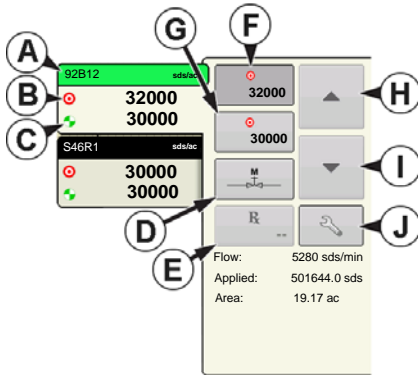 A
B
C
D
E
F
G
H
I
J
92B12 sds/ac
32000
30000
S46R1 sds/ac
30000
30000
32000
30000
M
Rx
--
Flow: 5280 sds/min
Applied: 501644.0 sds
Area: 19.17 ac